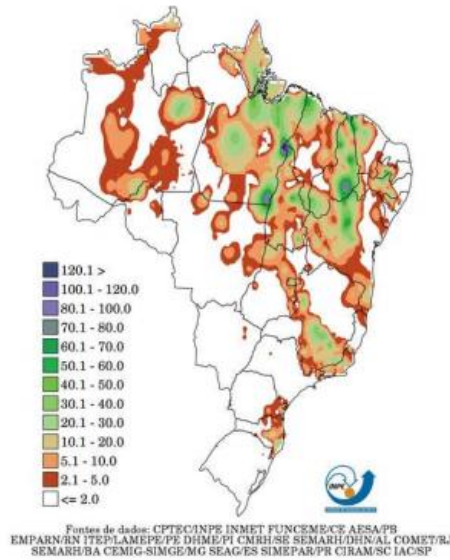 120.1 >
100.1 - 120.0
80.1 - 100.0
70.1 - 80.0
60.1 - 70.0
50.1 - 60.0
40.1 - 50.0
30.1 - 40.0
20.1 - 30.0
10.1 - 20.0
5.1 - 10.0
2.1 - 5.0
<= 2.0
INPE
Fontes de dados: CPTEC/INPE INMET FUNCEME/CE AESA/PB
EMPARN/RN ITEP/LAMEPE/PE DHME/PI CMRH/SE SEMARH/DHN/AL COMET/RJ
SEMARH/BA CEMIG-SIMGE/MG SEAG/ES SIMEPAR/PR CIRAM/SC IAC/SP